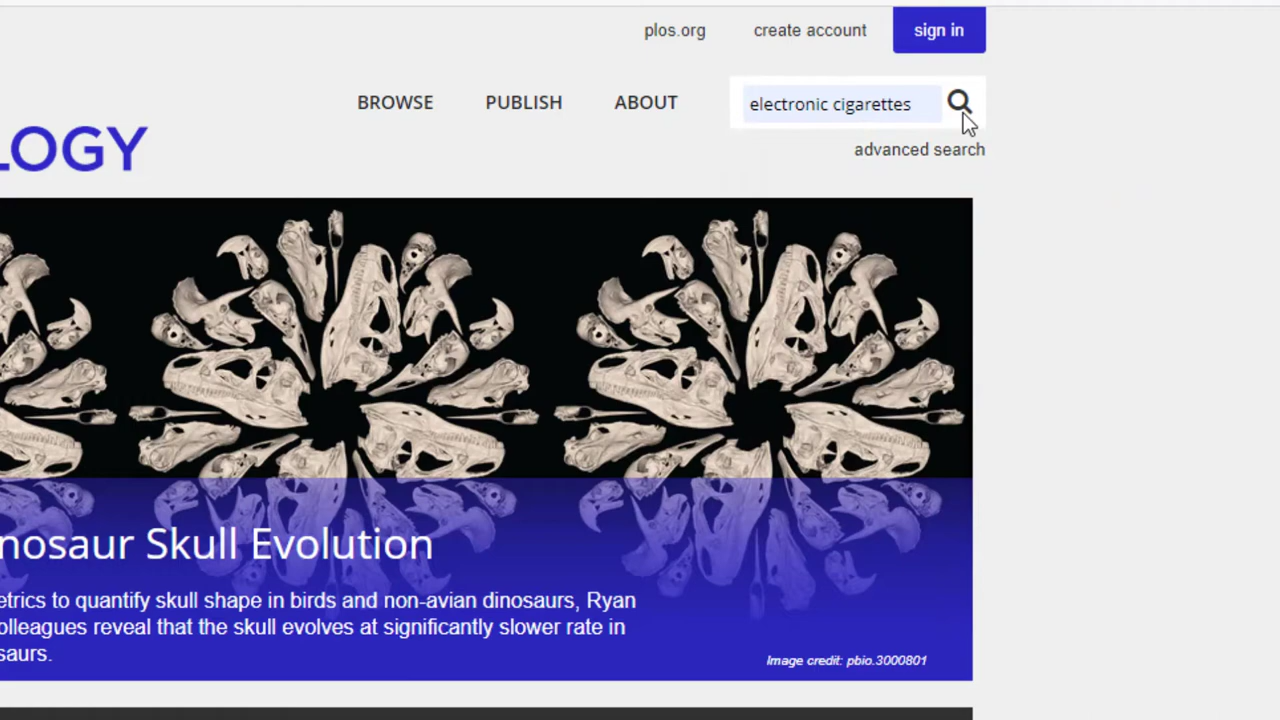 plos.org create account sign in
BROWSE PUBLISH ABOUT electronic cigarettes
LOGY
advanced search
nosaur Skull Evolution
etrics to quantify skull shape in birds and non-avian dinosaurs, Ryan
olleagues reveal that the skull evolves at significantly slower rate in
saurs.
Image credit: pbio.3000801